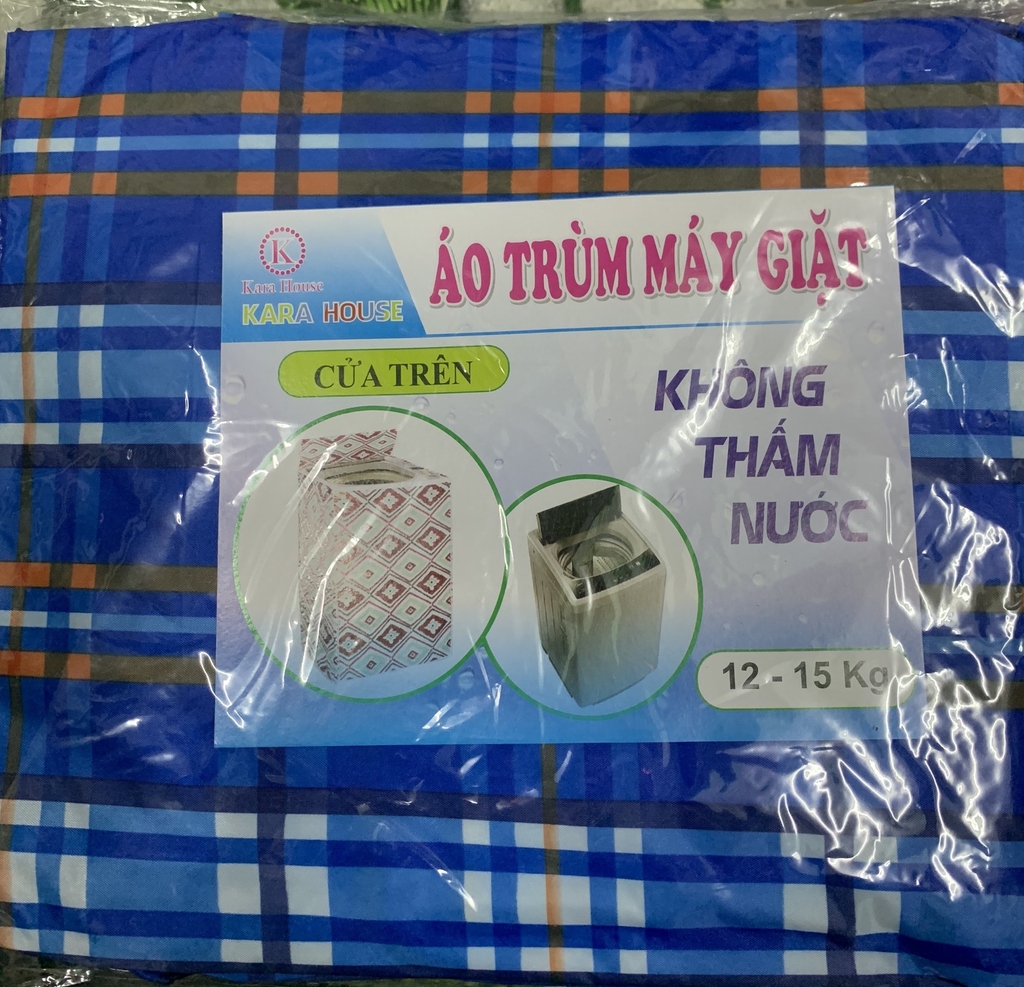 K
Kara House
KARA HOUSE
ÁO TRÙM MÁY GIẶT
CỬA TRÊN
KHÔNG
THẤM
NƯỚC
12 - 15 Kg